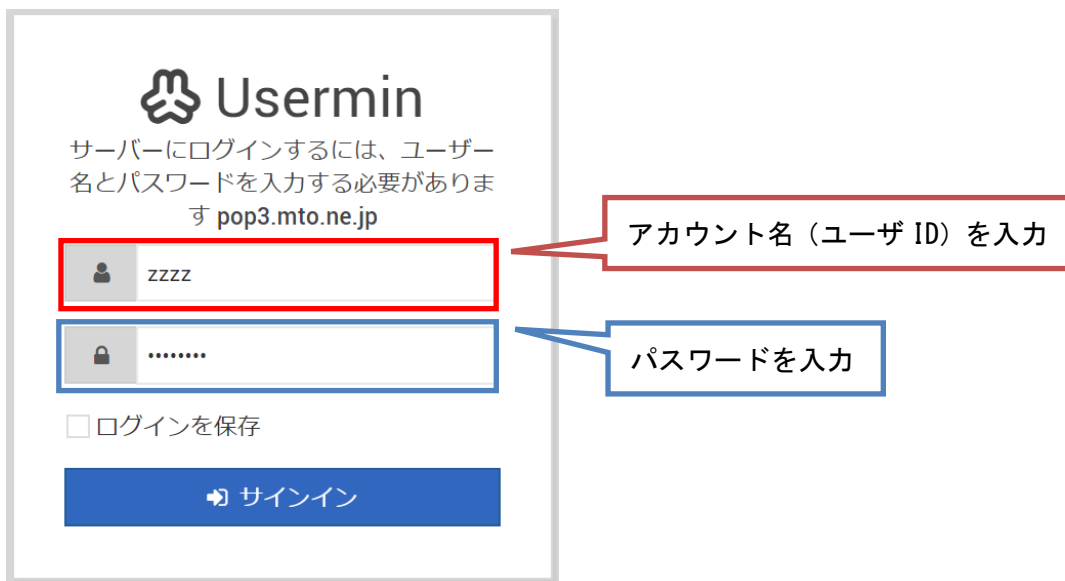 Usermin
サーバーにログインするには、ユーザー
名とパスワードを入力する必要がありま
す pop3.mto.ne.jp
アカウント名（ユーザ ID）を入力
zzzz
••••••••
パスワードを入力
ログインを保存
サインイン